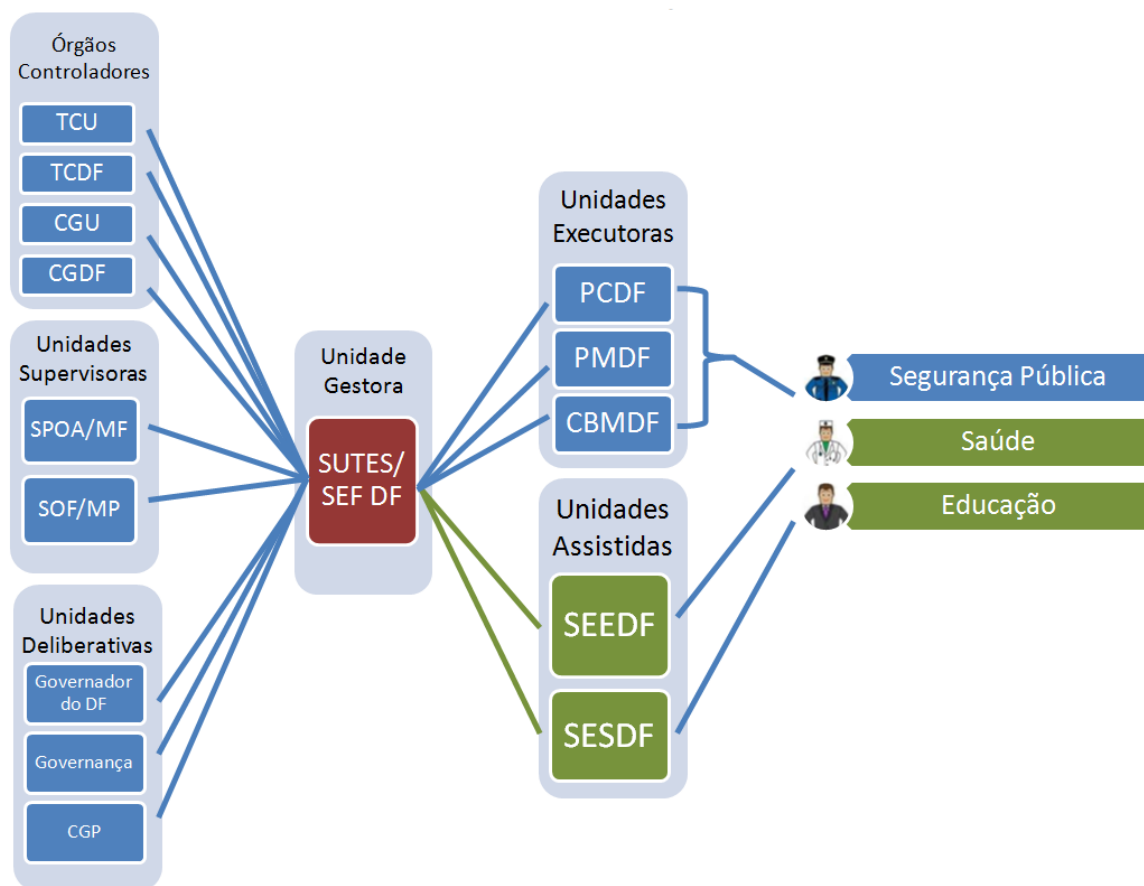 Órgãos
Controladores
TCU
TCDF
CGU
CGDF
Unidades
Supervisoras
SPOA/MF
SOF/MP
Unidades
Deliberativas
Governador
do DF
Governança
CGP
Unidade
Gestora
SUTES/
SEF DF
Unidades
Executoras
PCDF
PMDF
CBMDF
Unidades
Assistidas
SEEDF
SESDF
Segurança Pública
Saúde
Educação